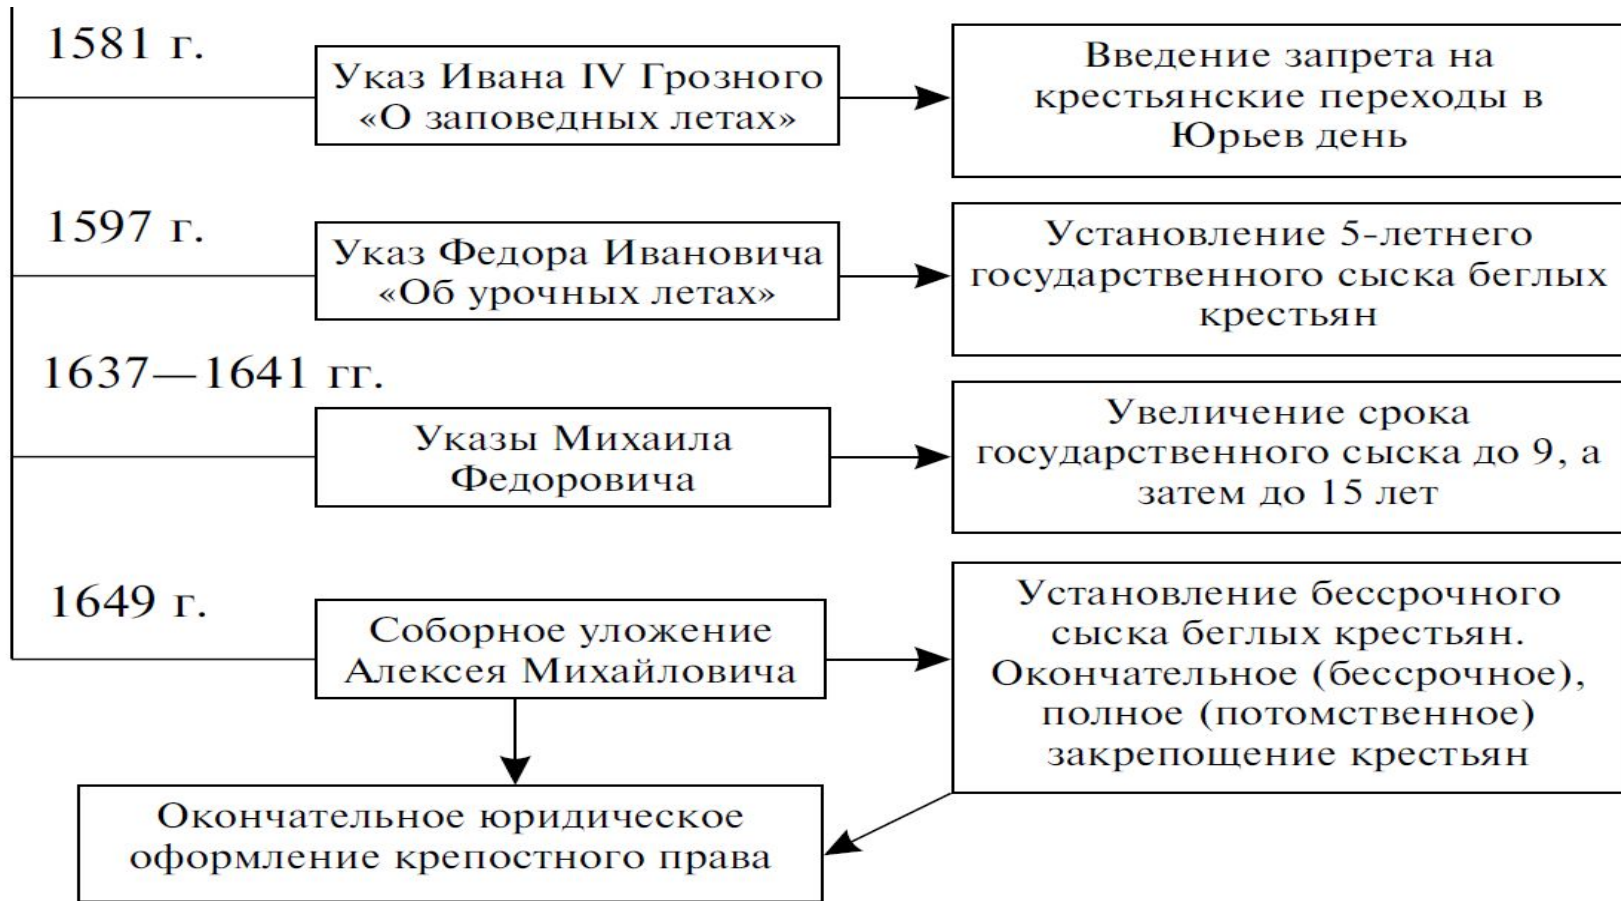 1581 г.
Указ Ивана IV Грозного
«О заповедных летах»
Введение запрета на
крестьянские переходы в
Юрьев день
1597 г.
Указ Федора Ивановича
«Об урочных летах»
Установление 5-летнего
государственного сыска беглых
крестьян
1637—1641 гг.
Указы Михаила
Федоровича
Увеличение срока
государственного сыска до 9, а
затем до 15 лет
1649 г.
Соборное уложение
Алексея Михайловича
Установление бессрочного
сыска беглых крестьян.
Окончательное (бессрочное),
полное (потомственное)
закрепощение крестьян
Окончательное юридическое
оформление крепостного права